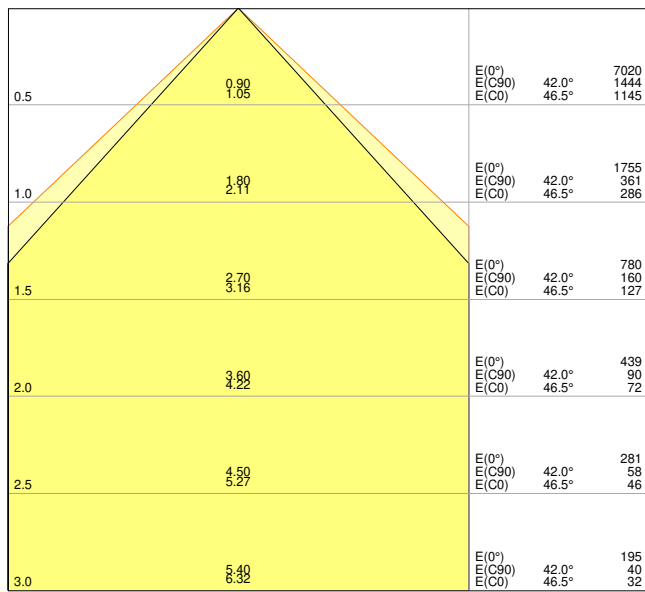 0.90
1.05
0.5
E(0°) 7020
E(C90) 42.0° 1444
E(C0) 46.5° 1145
1.80
2.11
1.0
E(0°) 1755
E(C90) 42.0° 361
E(C0) 46.5° 286
2.70
3.16
1.5
E(0°) 780
E(C90) 42.0° 160
E(C0) 46.5° 127
3.60
4.22
2.0
E(0°) 439
E(C90) 42.0° 90
E(C0) 46.5° 72
4.50
5.27
2.5
E(0°) 281
E(C90) 42.0° 58
E(C0) 46.5° 46
5.40
6.32
3.0
E(0°) 195
E(C90) 42.0° 40
E(C0) 46.5° 32